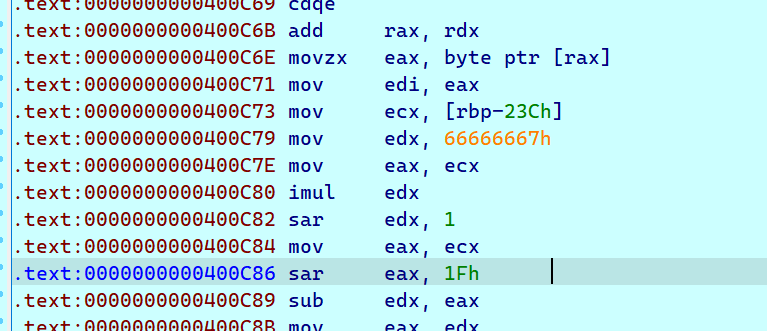 .text:0000000000400C69 cdqe
.text:0000000000400C6B add rax, rdx
.text:0000000000400C6E movzx eax, byte ptr [rax]
.text:0000000000400C71 mov edi, eax
.text:0000000000400C73 mov ecx, [rbp-23Ch]
.text:0000000000400C79 mov edx, 66666667h
.text:0000000000400C7E mov eax, ecx
.text:0000000000400C80 imul edx
.text:0000000000400C82 sar edx, 1
.text:0000000000400C84 mov eax, ecx
.text:0000000000400C86 sar eax, 1Fh
.text:0000000000400C89 sub edx, eax
.text:0000000000400C8B mov eax, edx